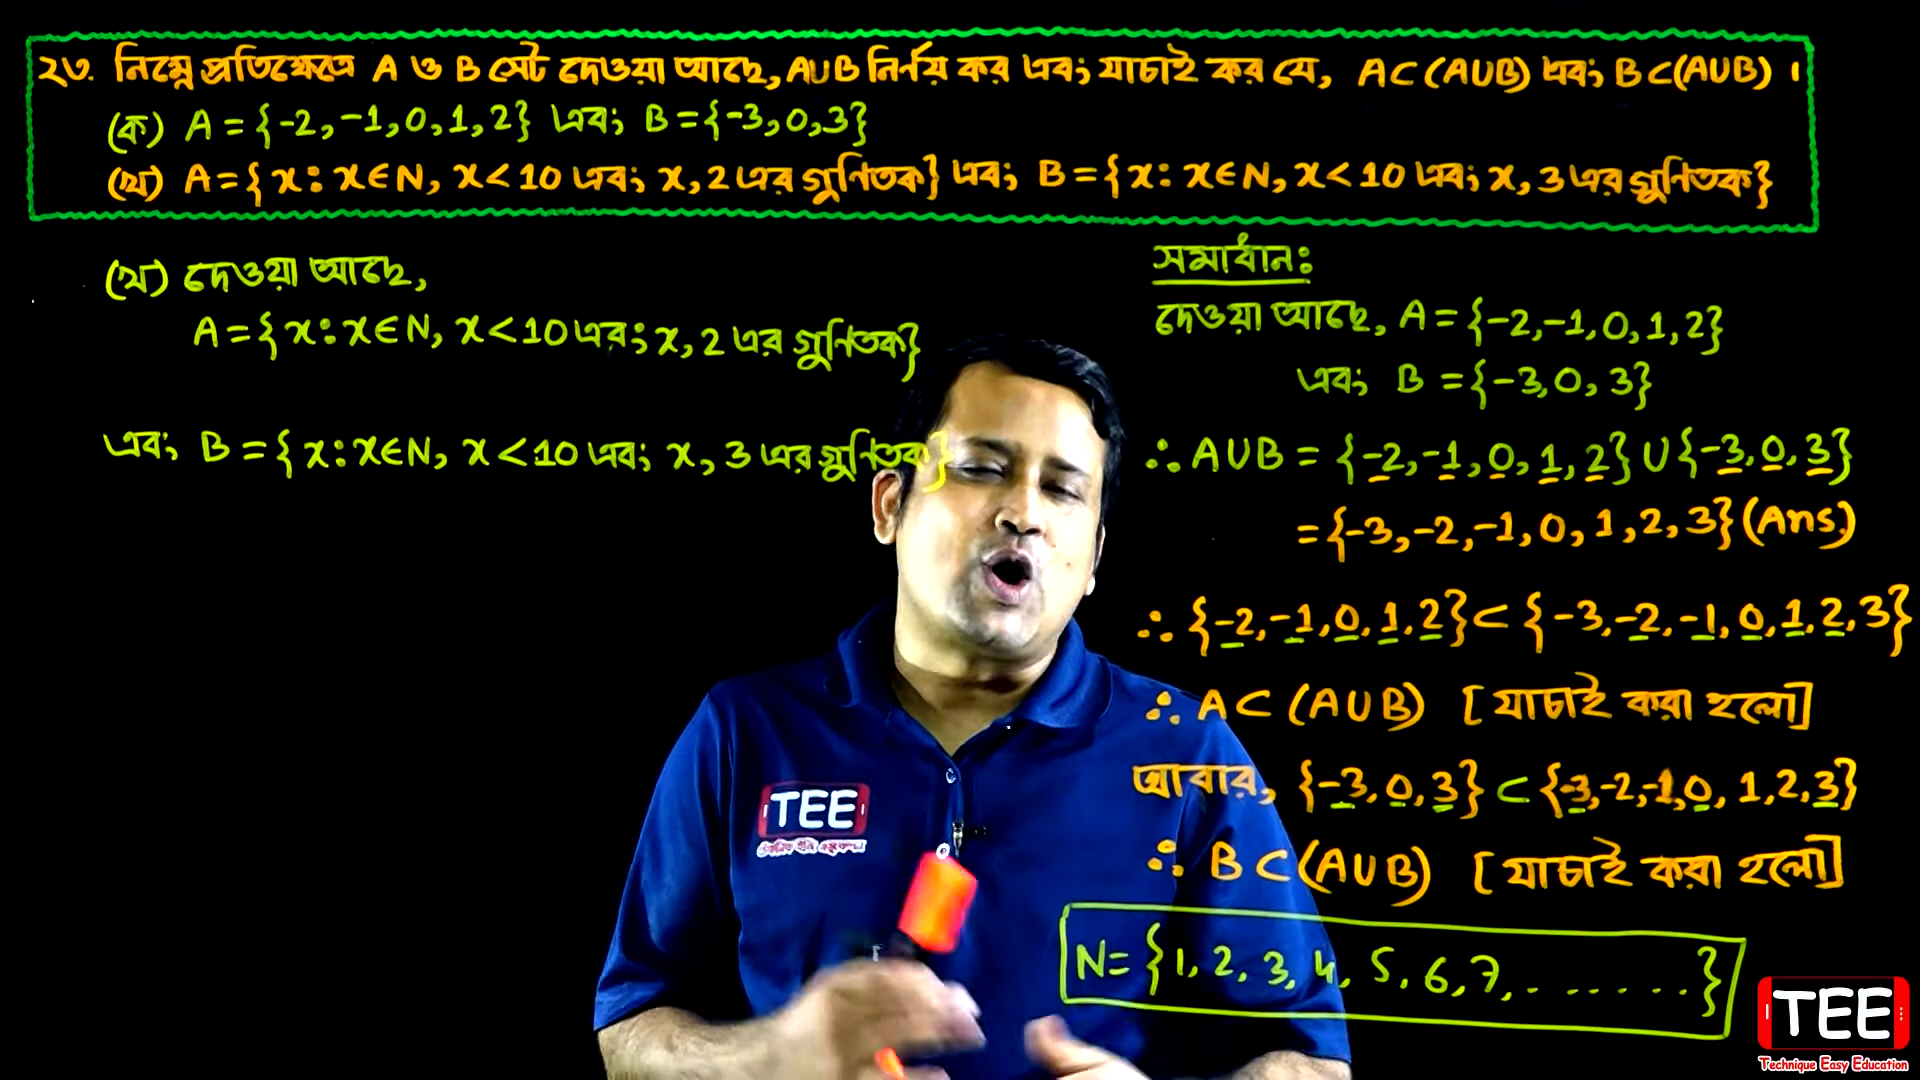 ২৩. নিম্নে প্রতিক্ষেত্রে A ও B সেট দেওয়া আছে, A∪B নির্ণয় কর এবং যাচাই কর যে, A⊂(A∪B) এবং B⊂(A∪B) ।
(ক) A={-2,-1,0,1,2} এবং B={-3,0,3}
(খ) A={x: x∈N, x<10 এবং x, 2 এর গুণিতক} এবং B={x: x∈N, x<10 এবং x, 3 এর গুণিতক}
(খ) দেওয়া আছে,
A={x: x∈N, x<10 এবং x, 2 এর গুণিতক}
এবং B={x: x∈N, x<10 এবং x, 3 এর গুণিতক}
সমাধান:
দেওয়া আছে, A={-2,-1,0,1,2}
এবং B={-3,0,3}
∴ A∪B = {-2,-1,0,1,2}∪{-3,0,3}
={-3,-2,-1,0,1,2,3} (Ans.)
∴ {-2,-1,0,1,2}⊂{-3,-2,-1,0,1,2,3}
∴ A⊂(A∪B) [যাচাই করা হলো]
আবার, {-3,0,3}⊂{-3,-2,-1,0,1,2,3}
∴ B⊂(A∪B) [যাচাই করা হলো]
N={1,2,3,4,5,6,7,.......}
TEE
TEE
Technique Easy Education